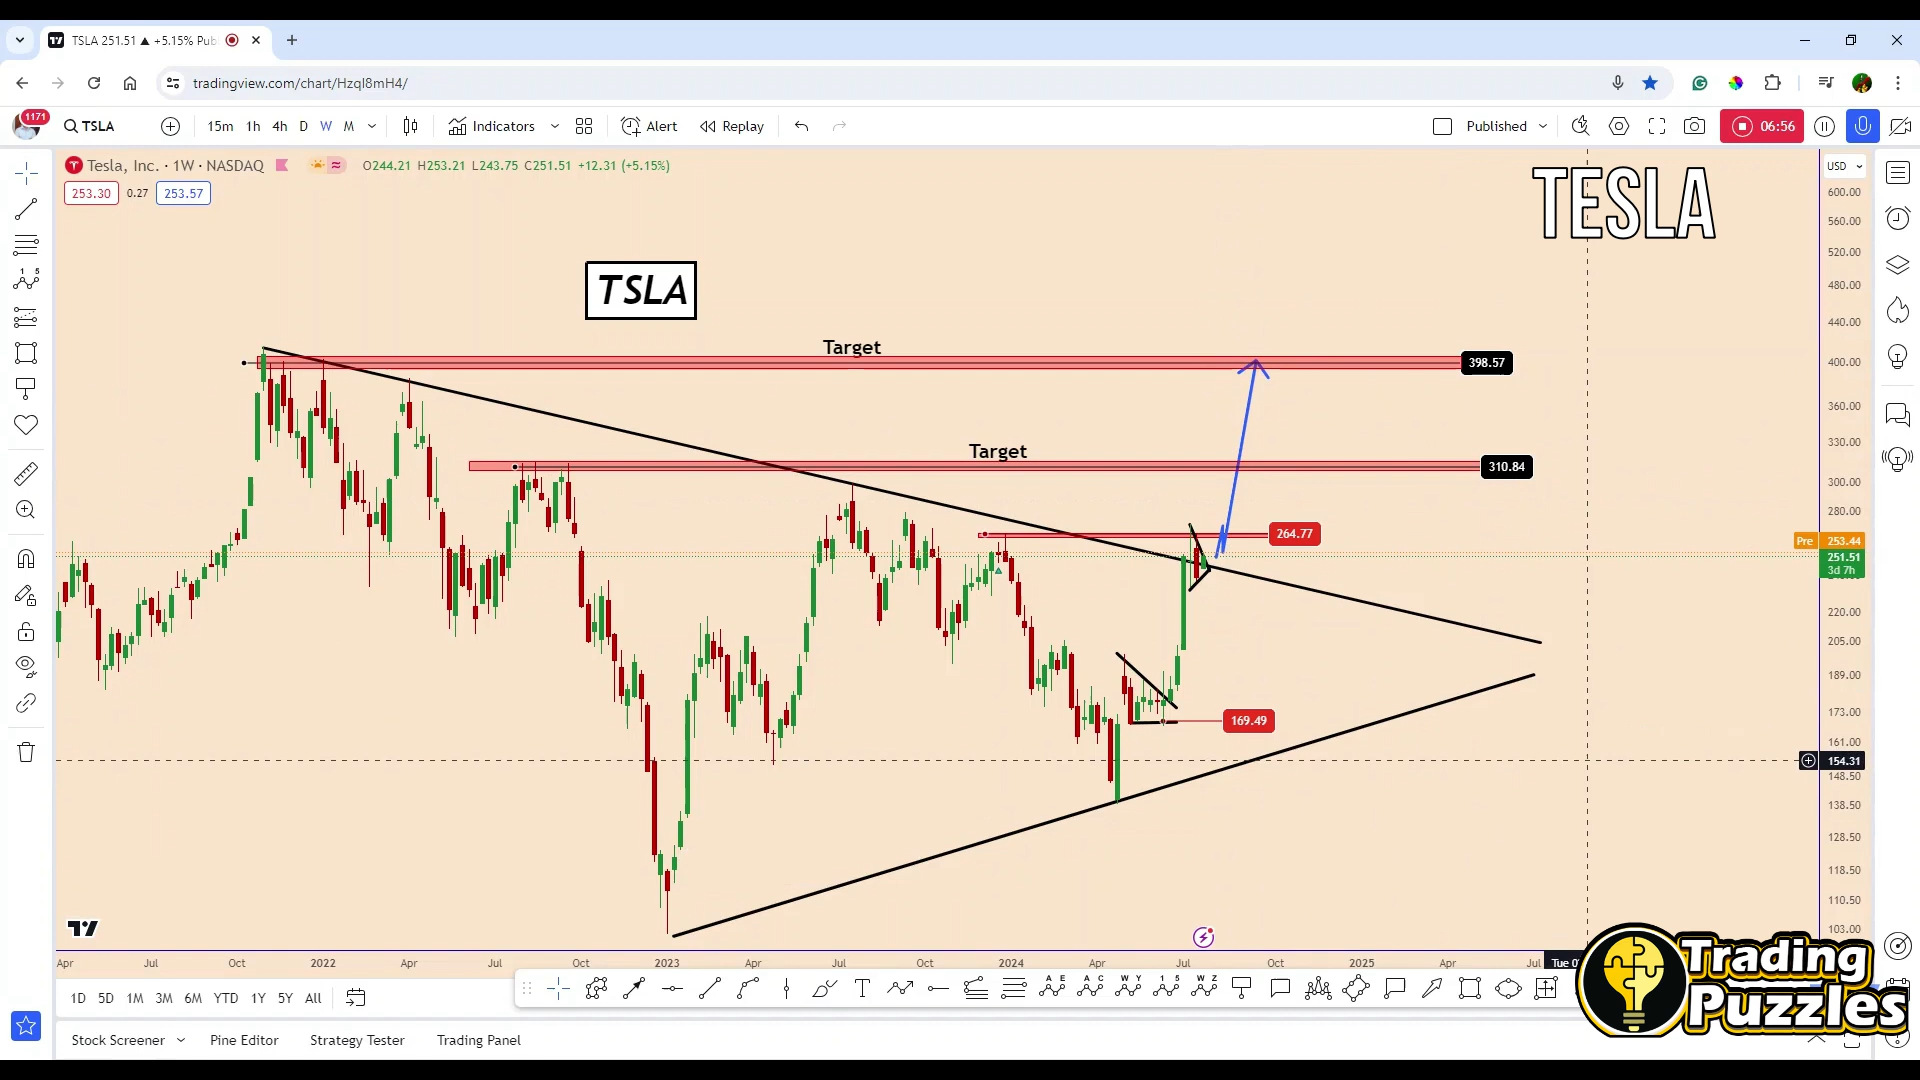 TSLA 251.51 ▲ +5.15% Pub
tradingview.com/chart/HzqI8mH4/
1171
TSLA
15m 1h 4h D W M
Indicators
Alert
Replay
Published
06:56
Tesla, Inc. · 1W · NASDAQ
O244.21 H253.21 L243.75 C251.51 +12.31 (+5.15%)
253.30 0.27 253.57
TESLA
TSLA
Target
398.57
Target
310.84
264.77
169.49
USD
600.00
560.00
520.00
480.00
440.00
400.00
360.00
330.00
300.00
280.00
Pre 253.44
251.51
3d 7h
220.00
205.00
189.00
173.00
161.00
154.31
148.50
138.50
128.50
118.50
110.50
103.00
Apr Jul Oct 2022 Apr Jul Oct 2023 Apr Jul Oct 2024 Apr Jul Oct 2025 Apr Jul Tue
1D 5D 1M 3M 6M YTD 1Y 5Y All
Stock Screener Pine Editor Strategy Tester Trading Panel
Trading
Puzzles